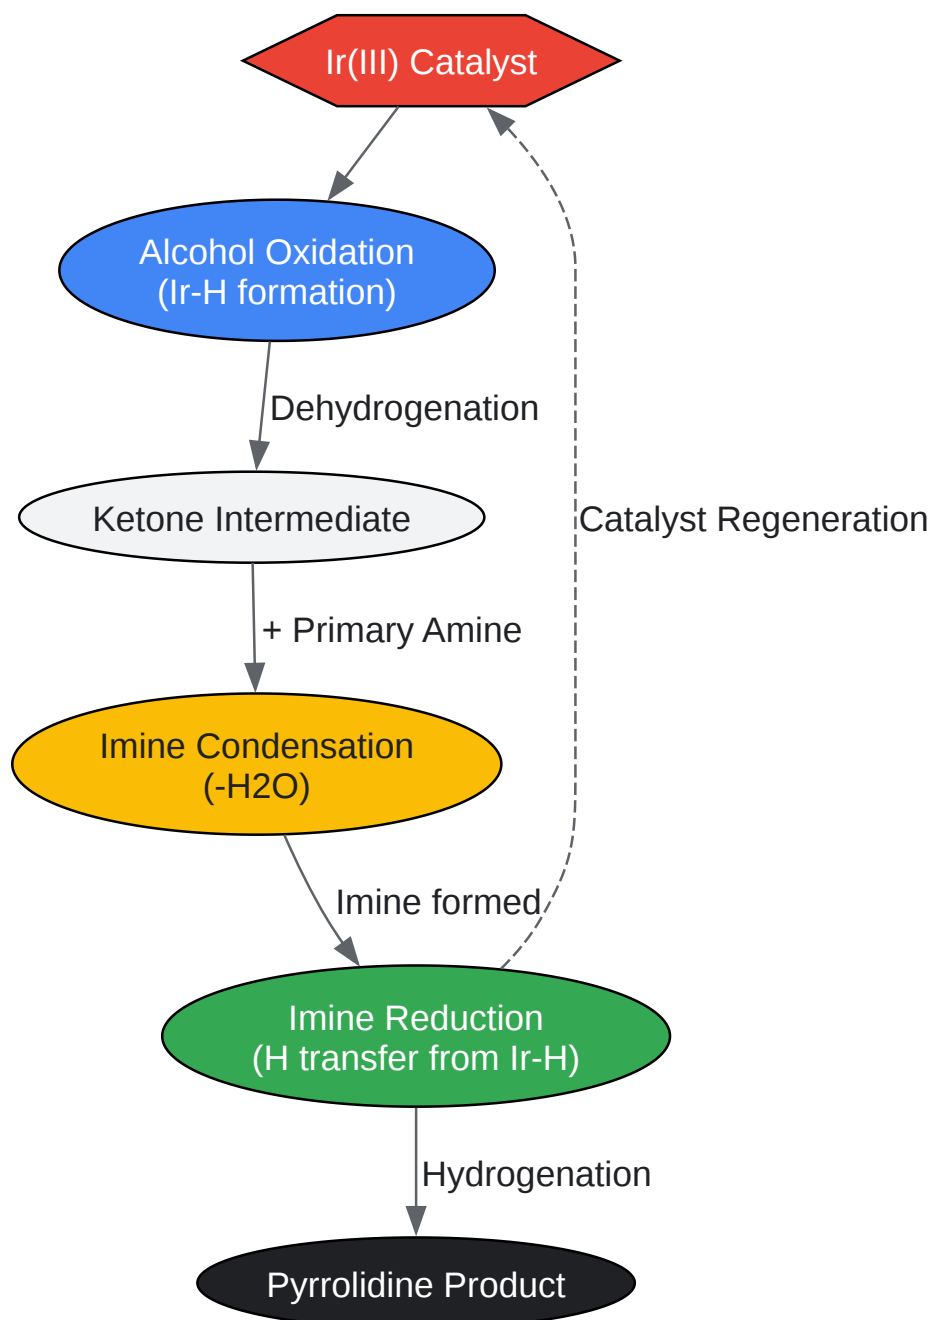 Ir(III) Catalyst
Alcohol Oxidation
(Ir-H formation)
Dehydrogenation
Ketone Intermediate
Catalyst Regeneration
+ Primary Amine
Imine Condensation
(-H2O)
Imine formed
Imine Reduction
(H transfer from Ir-H)
Hydrogenation
Pyrrolidine Product